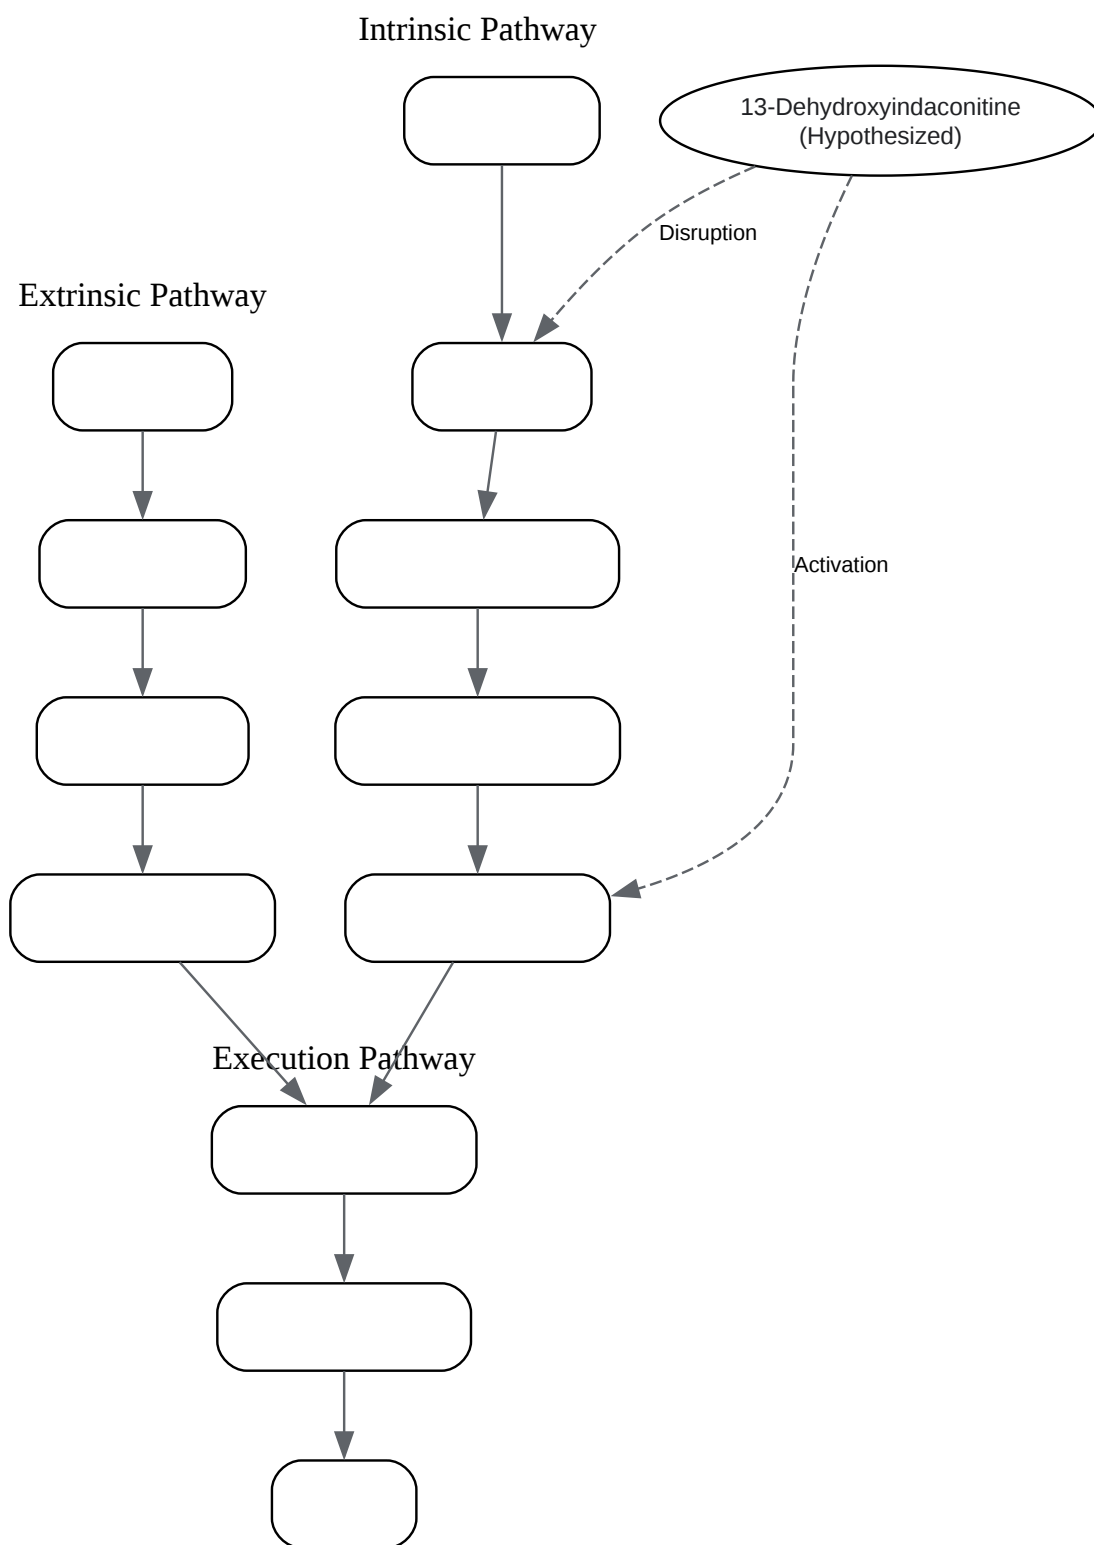 Intrinsic Pathway
13-Dehydroxyindaconitine
(Hypothesized)
Disruption
Extrinsic Pathway
Activation
Execution Pathway